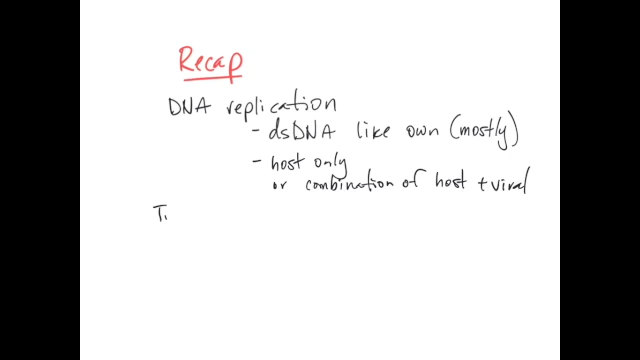 Recap
DNA replication
- dsDNA like own (mostly)
- host only
or combination of host + viral
T